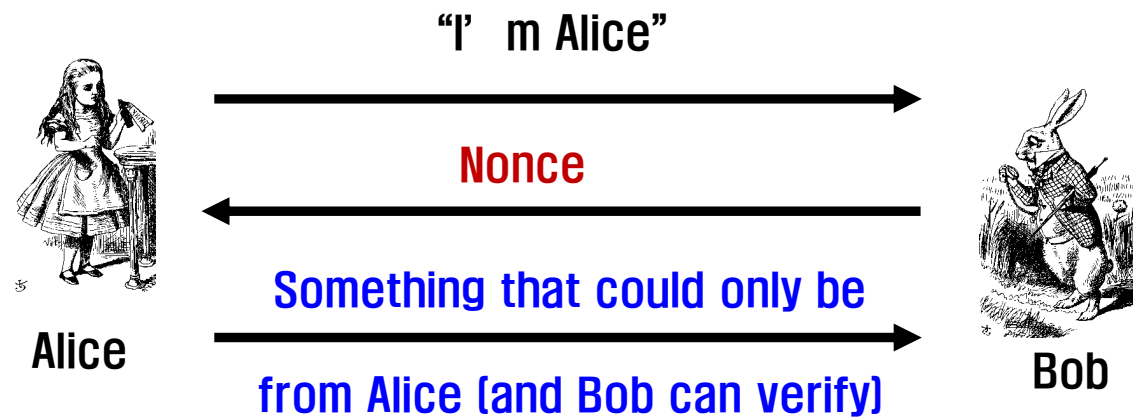 “I’ m Alice”
Nonce
Something that could only be
from Alice (and Bob can verify)
Alice
Bob